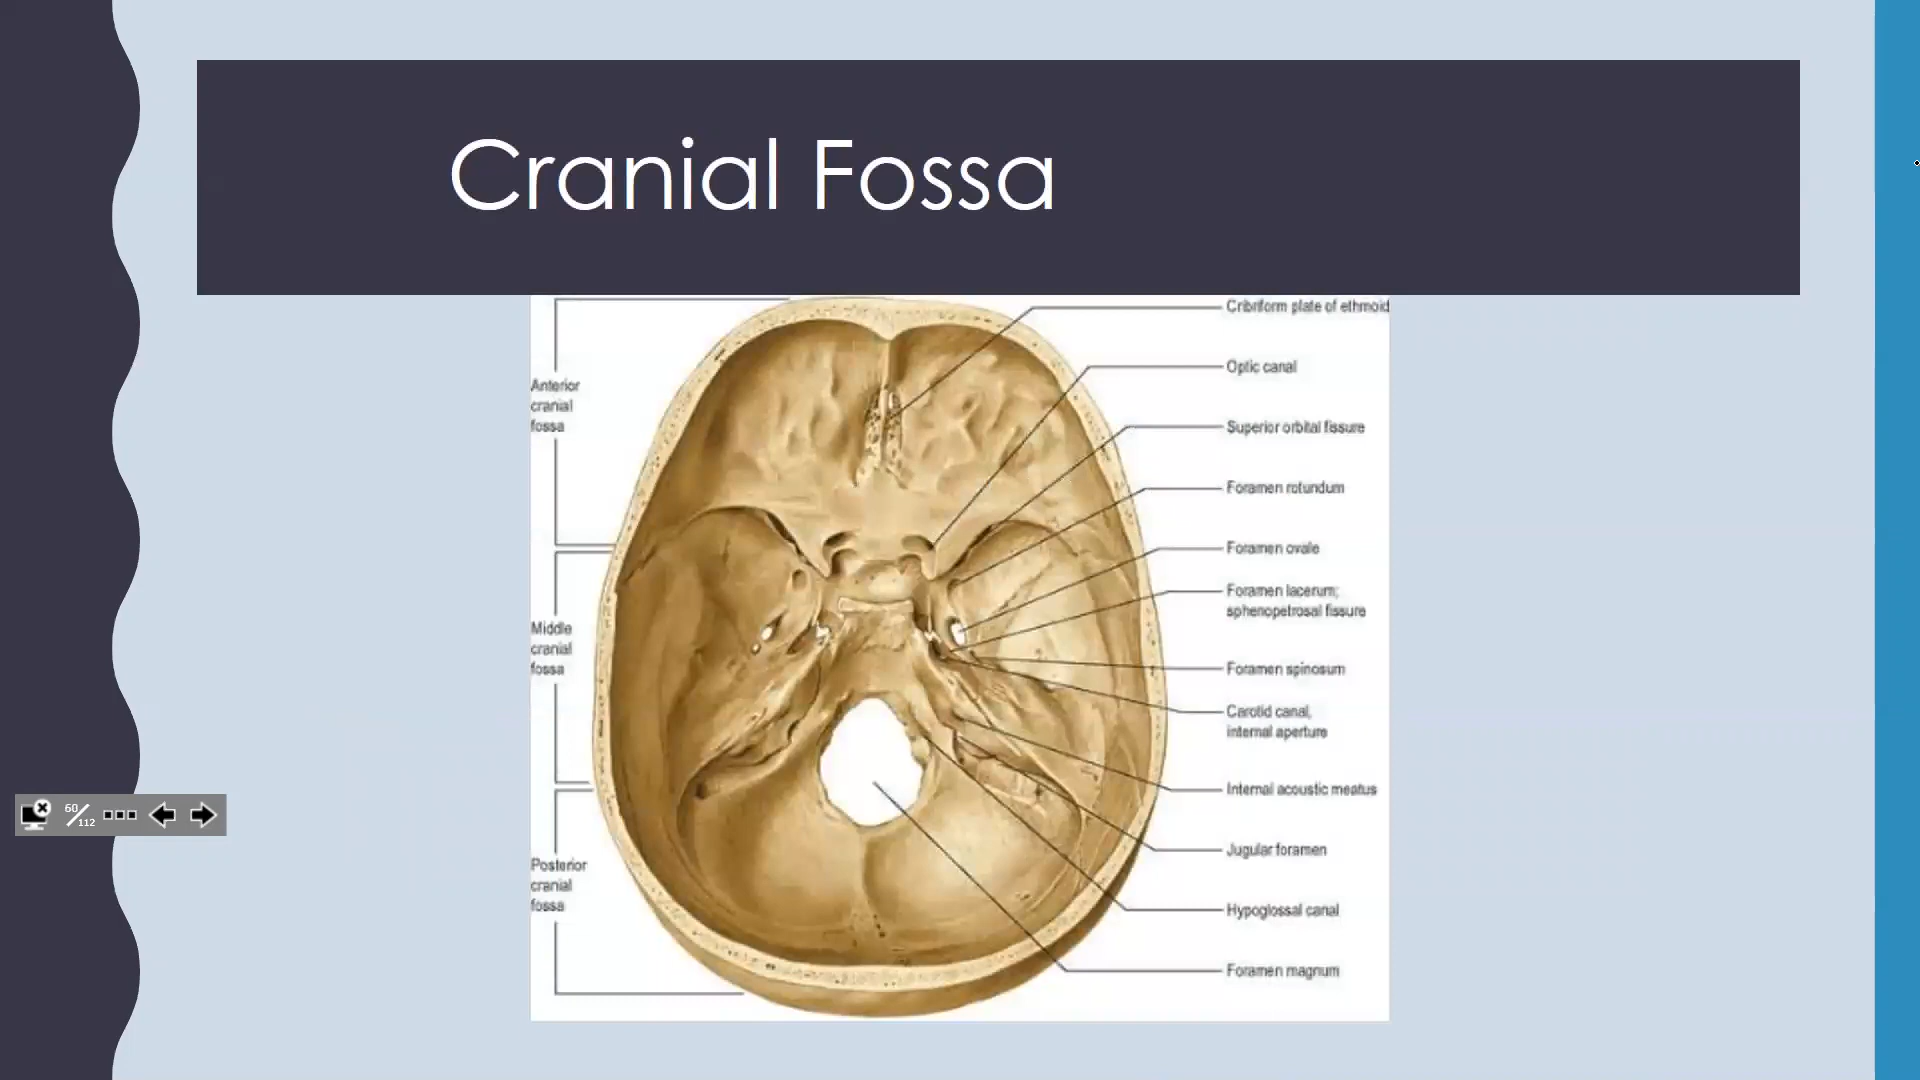 Cranial Fossa
Cribriform plate of ethmoid
Optic canal
Superior orbital fissure
Foramen rotundum
Foramen ovale
Foramen lacerum;
sphenopetrosal fissure
Foramen spinosum
Carotid canal,
internal aperture
Internal acoustic meatus
Jugular foramen
Hypoglossal canal
Foramen magnum
Anterior
cranial
fossa
Middle
cranial
fossa
Posterior
cranial
fossa
60/112